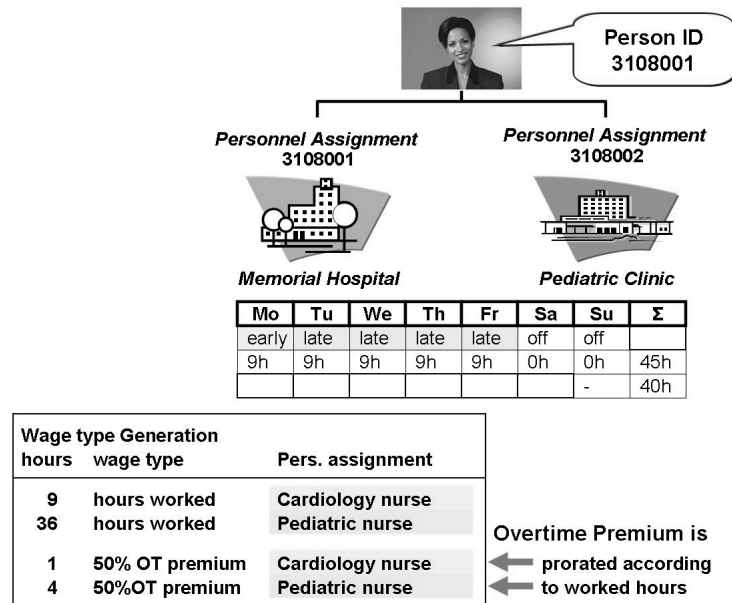 Person ID
3108001
Personnel Assignment
3108001
Personnel Assignment
3108002
H
H
Memorial Hospital
Pediatric Clinic
Mo Tu We Th Fr Sa Su Σ
early late late late late off off
9h 9h 9h 9h 9h 0h 0h 45h
- 40h
Wage type Generation
hours wage type Pers. assignment
9 hours worked Cardiology nurse
36 hours worked Pediatric nurse
1 50% OT premium Cardiology nurse
4 50%OT premium Pediatric nurse
Overtime Premium is
prorated according
to worked hours